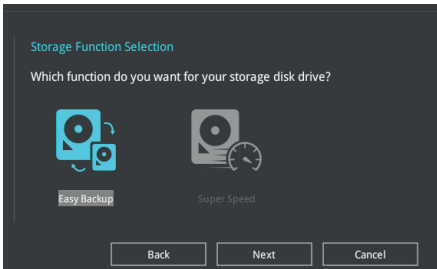 Storage Function Selection
Which function do you want for your storage disk drive?
Easy Backup
Super Speed
Back
Next
Cancel